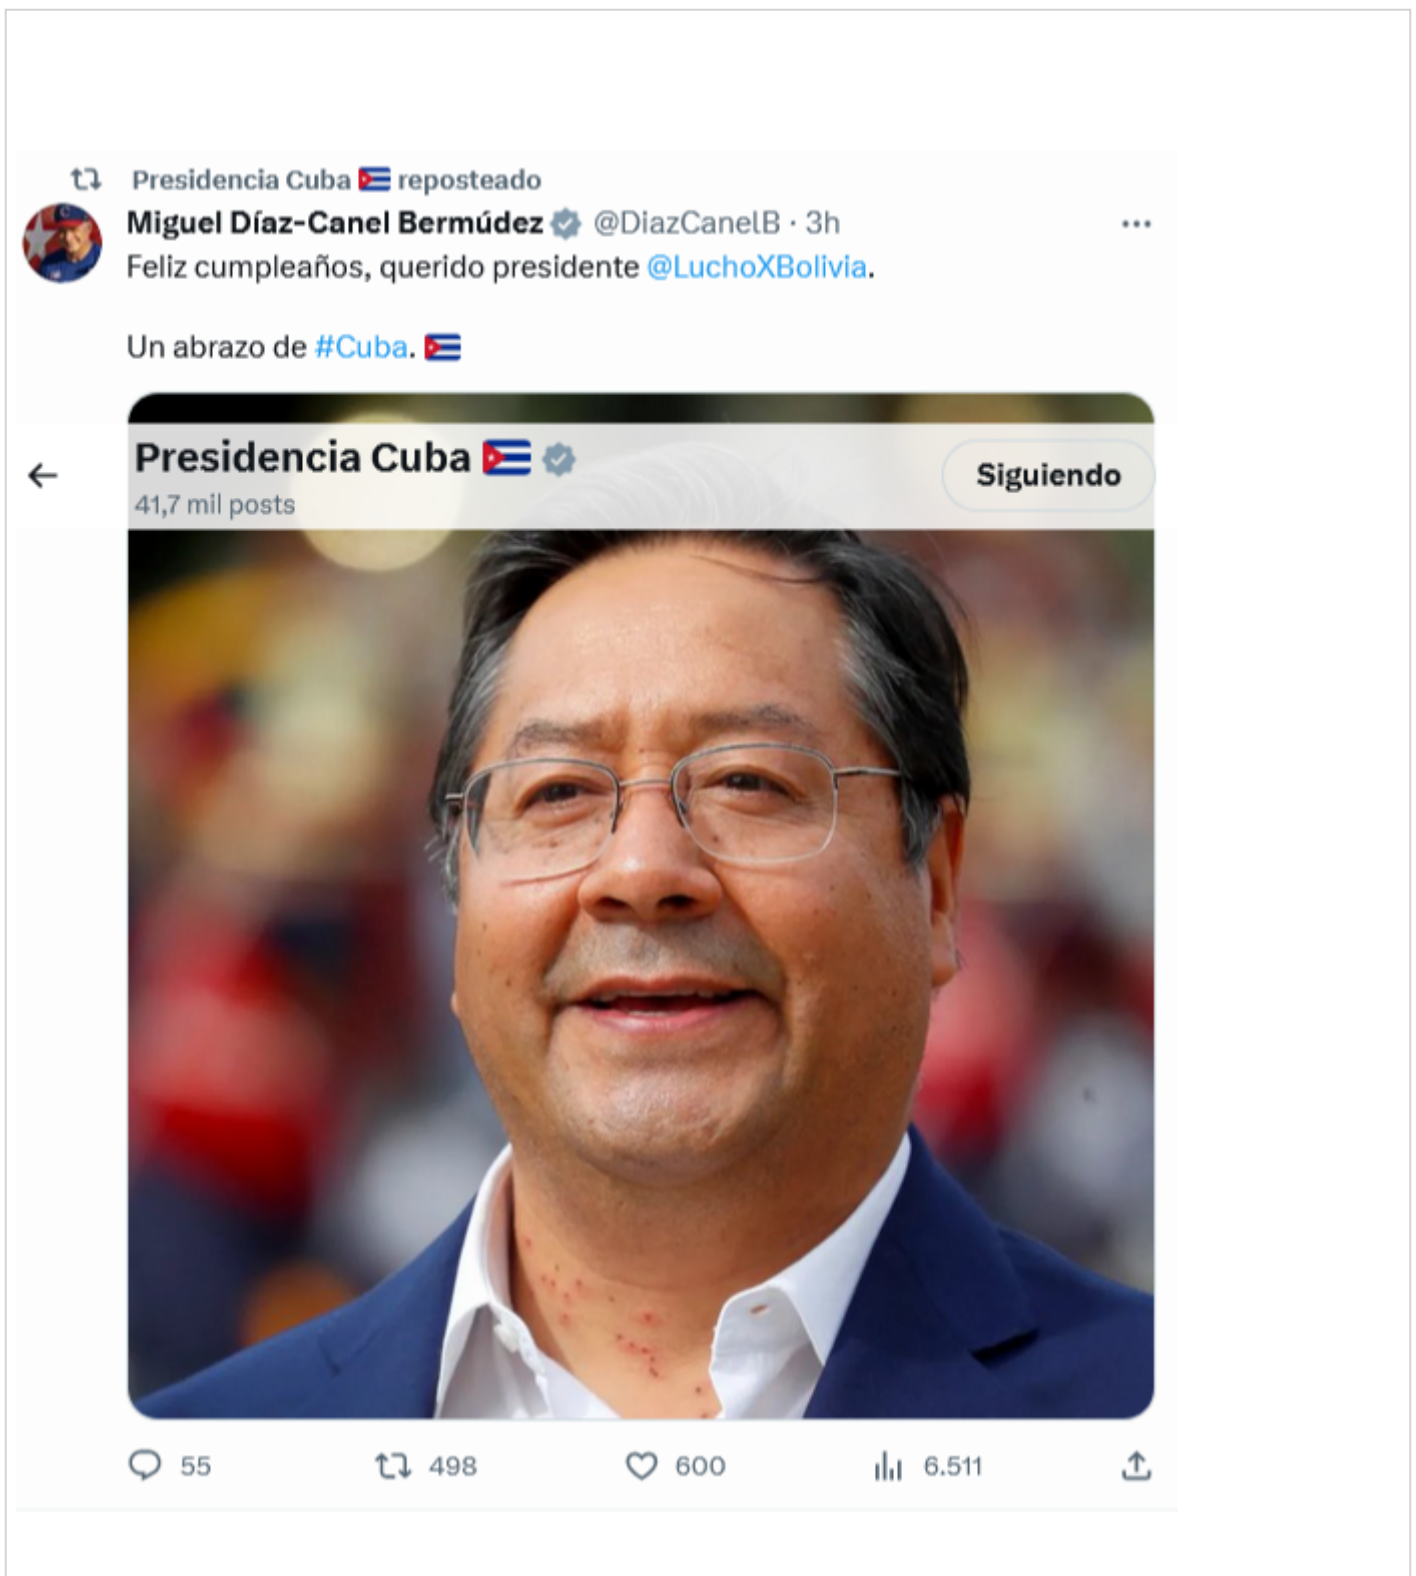 Presidencia Cuba 🇨🇺 reposteado
Miguel Díaz-Canel Bermúdez @DiazCanelB · 3h
Feliz cumpleaños, querido presidente @LuchoXBolivia.
Un abrazo de #Cuba. 🇨🇺
Presidencia Cuba 🇨🇺
Siguiendo
41,7 mil posts
55 498 600 6.511